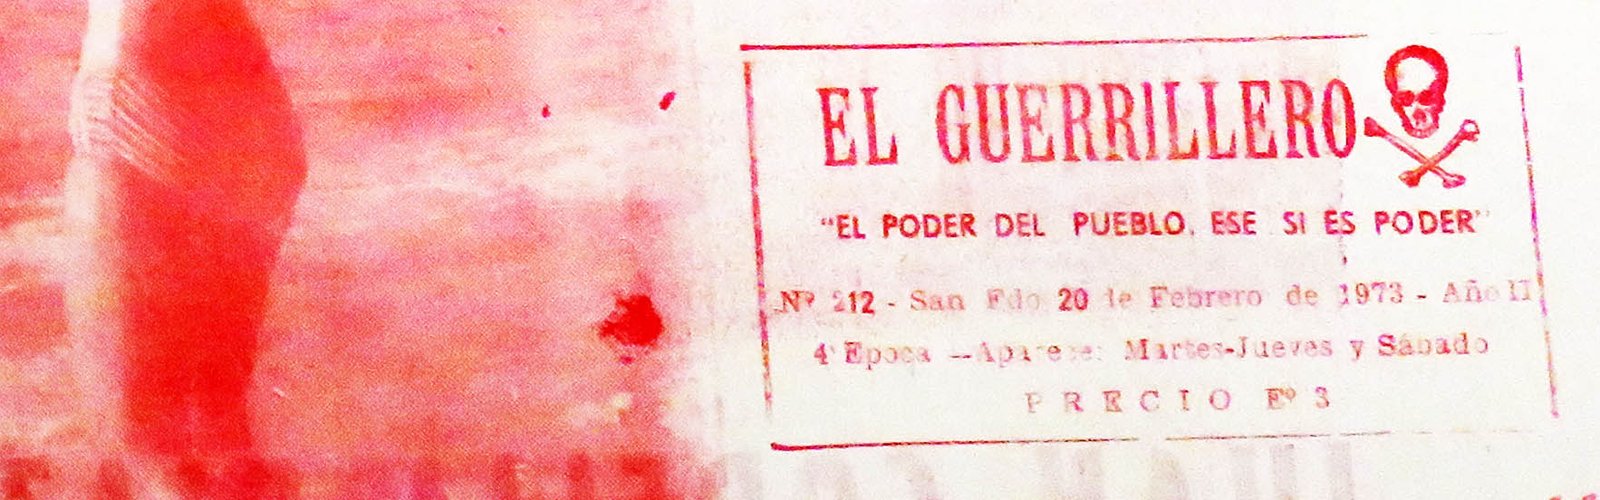 EL GUERRILLERO
"EL PODER DEL PUEBLO, ESE SI ES PODER"
Nº 212 - San Fdo 20 de Febrero de 1973 - Año II
4ª Epoca - Aparece: Martes-Jueves y Sábado
PRECIO Eº 3